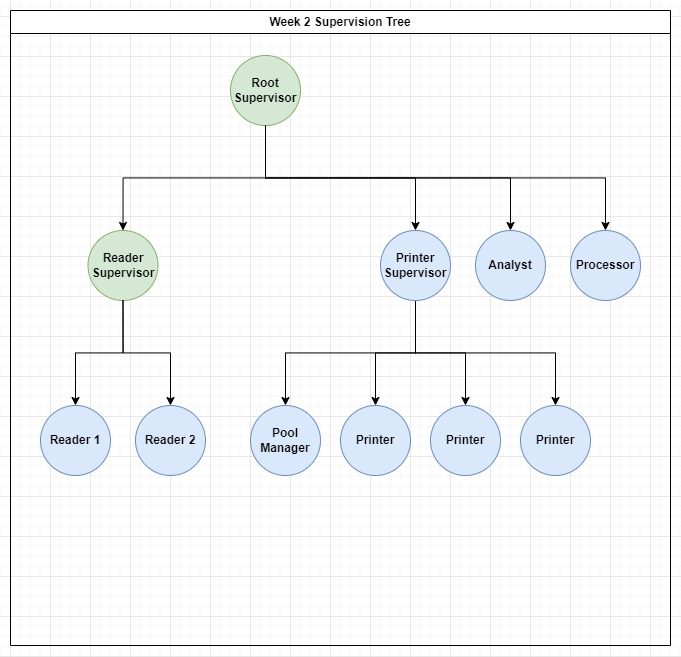 Week 2 Supervision Tree
Root
Supervisor
Reader
Supervisor
Printer
Supervisor
Analyst
Processor
Reader 1
Reader 2
Pool
Manager
Printer
Printer
Printer